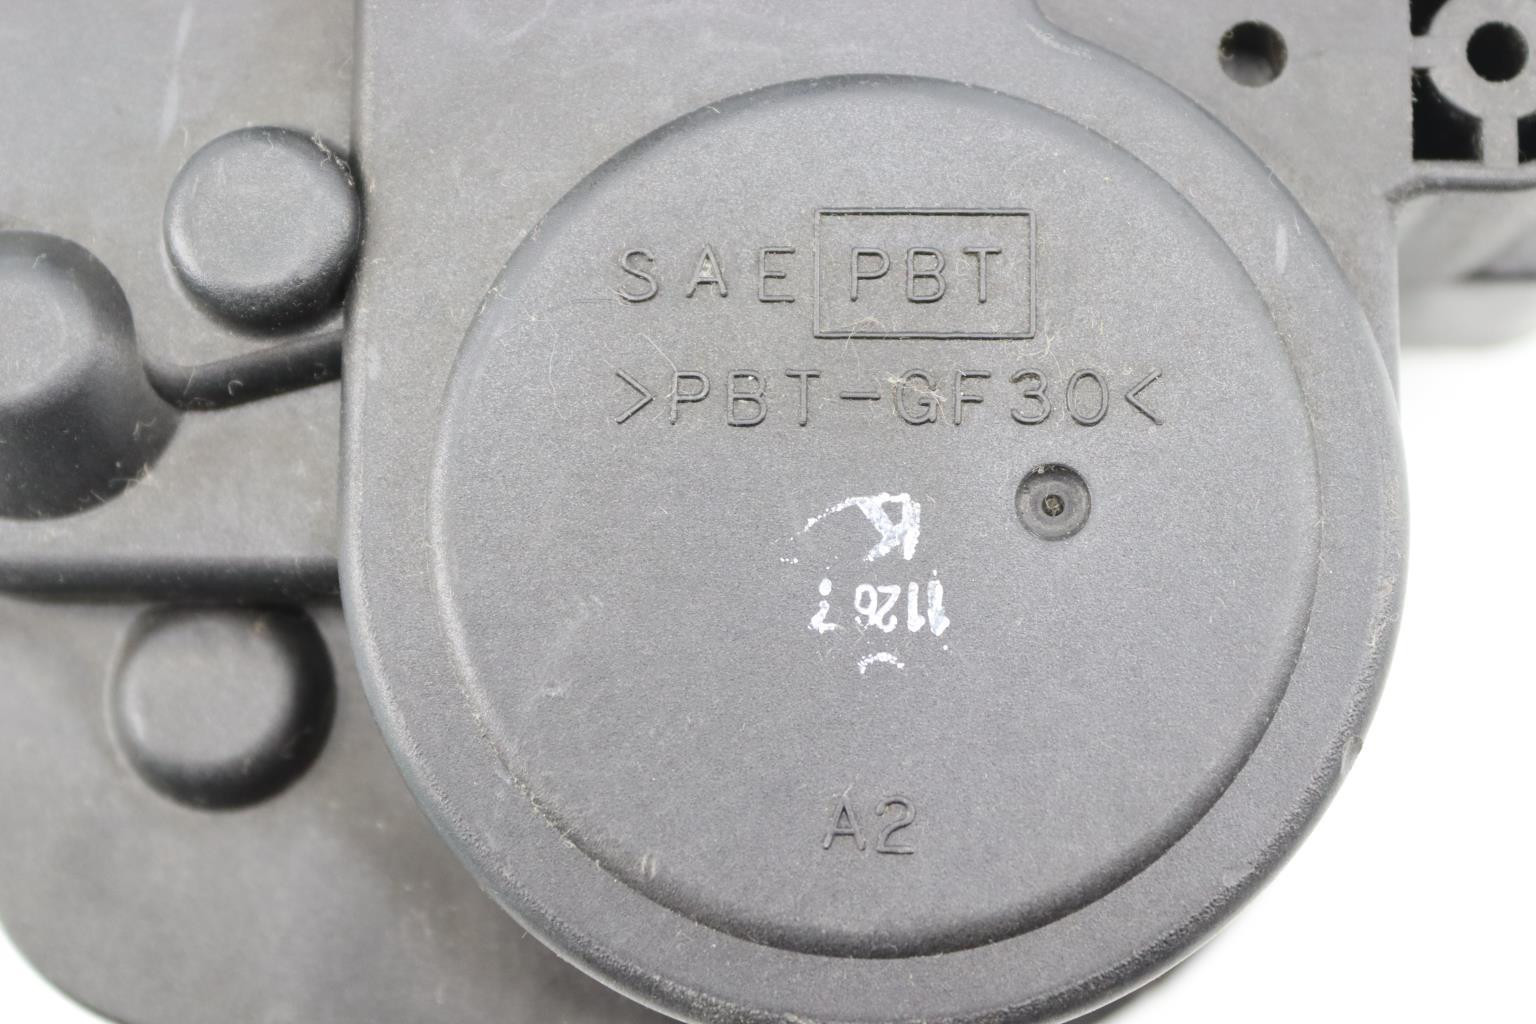 SAE PBT
>PBT-GF30<
K
A2